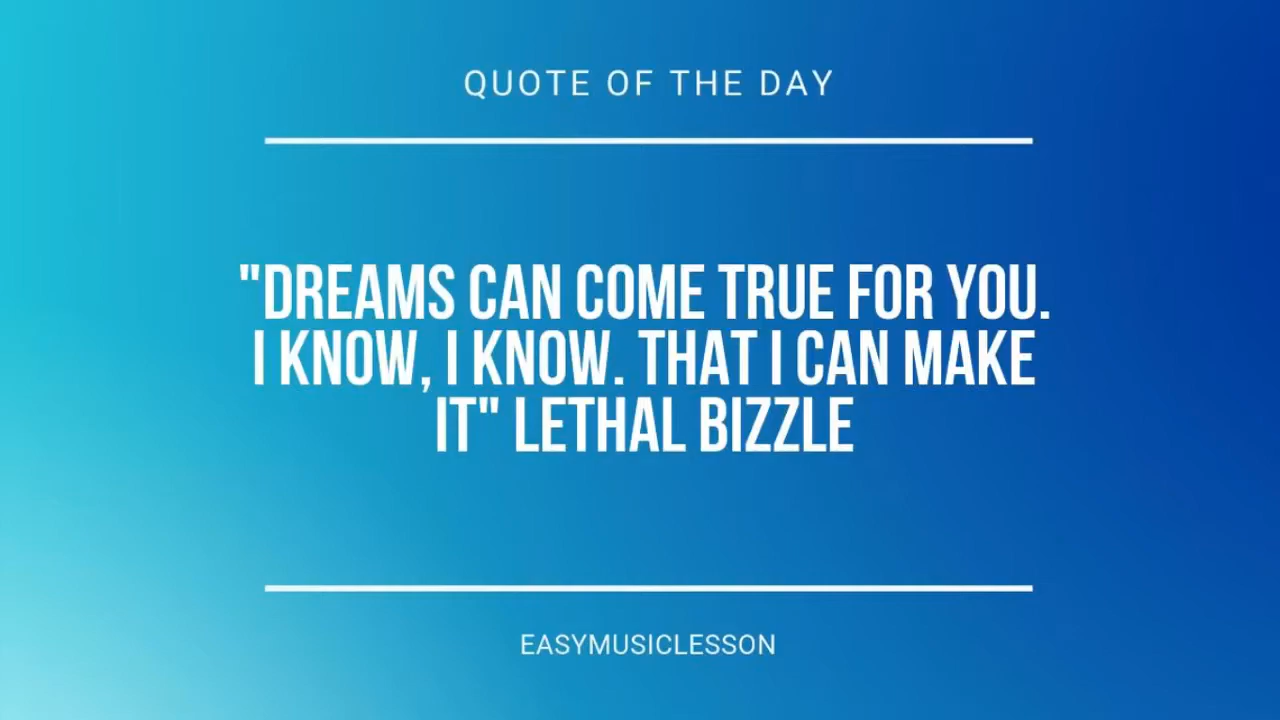 QUOTE OF THE DAY
"DREAMS CAN COME TRUE FOR YOU.
I KNOW, I KNOW. THAT I CAN MAKE
IT" LETHAL BIZZLE
EASYMUSICLESSON